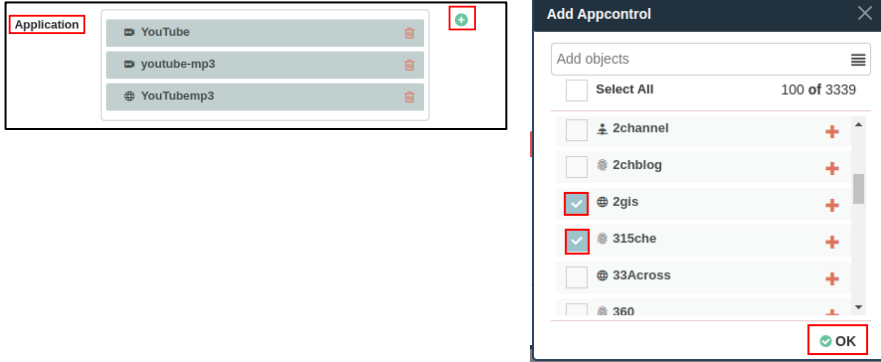 Application
YouTube
youtube-mp3
YouTubemp3
Add Appcontrol
Add objects
Select All 100 of 3339
2channel
2chblog
2gis
315che
33Across
360
OK